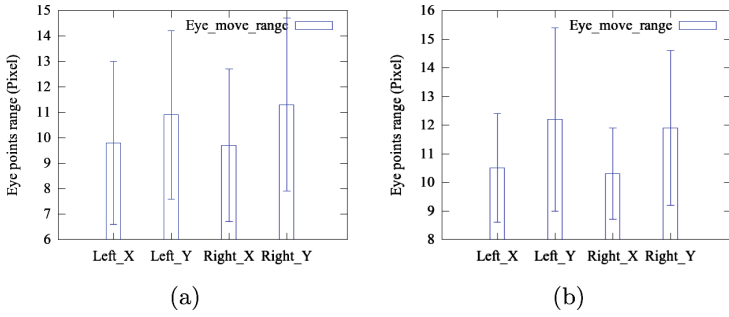 Eye points range (Pixel)
15
14
13
12
11
10
9
8
7
6
Eye_move_range
Left_X Left_Y Right_X Right_Y
(a)
Eye points range (Pixel)
16
15
14
13
12
11
10
9
8
Eye_move_range
Left_X Left_Y Right_X Right_Y
(b)